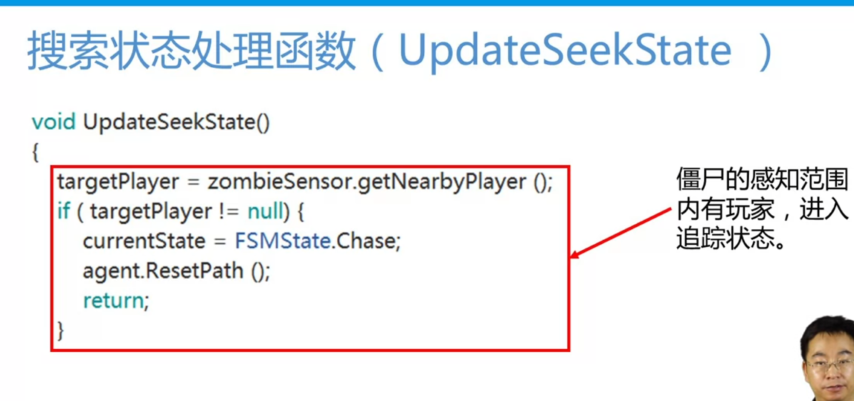 搜索状态处理函数（UpdateSeekState ）
void UpdateSeekState()
{
targetPlayer = zombieSensor.getNearbyPlayer ();
if ( targetPlayer != null) {
currentState = FSMState.Chase;
agent.ResetPath ();
return;
}
僵尸的感知范围
内有玩家，进入
追踪状态。